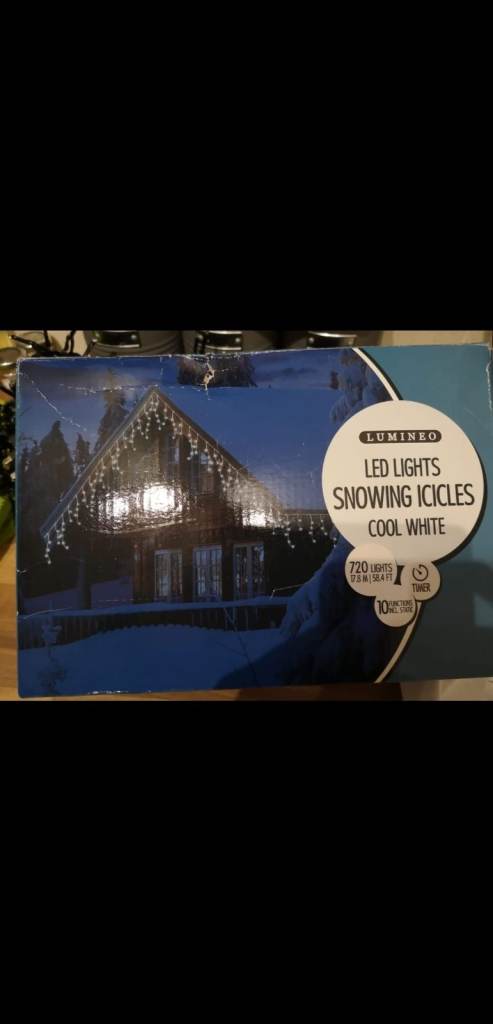 LUMINEO
LED LIGHTS
SNOWING ICICLES
COOL WHITE
720 LIGHTS
17.8 M | 58.4 FT
TIMER
10 FUNCTIONS
INCL. STATIC